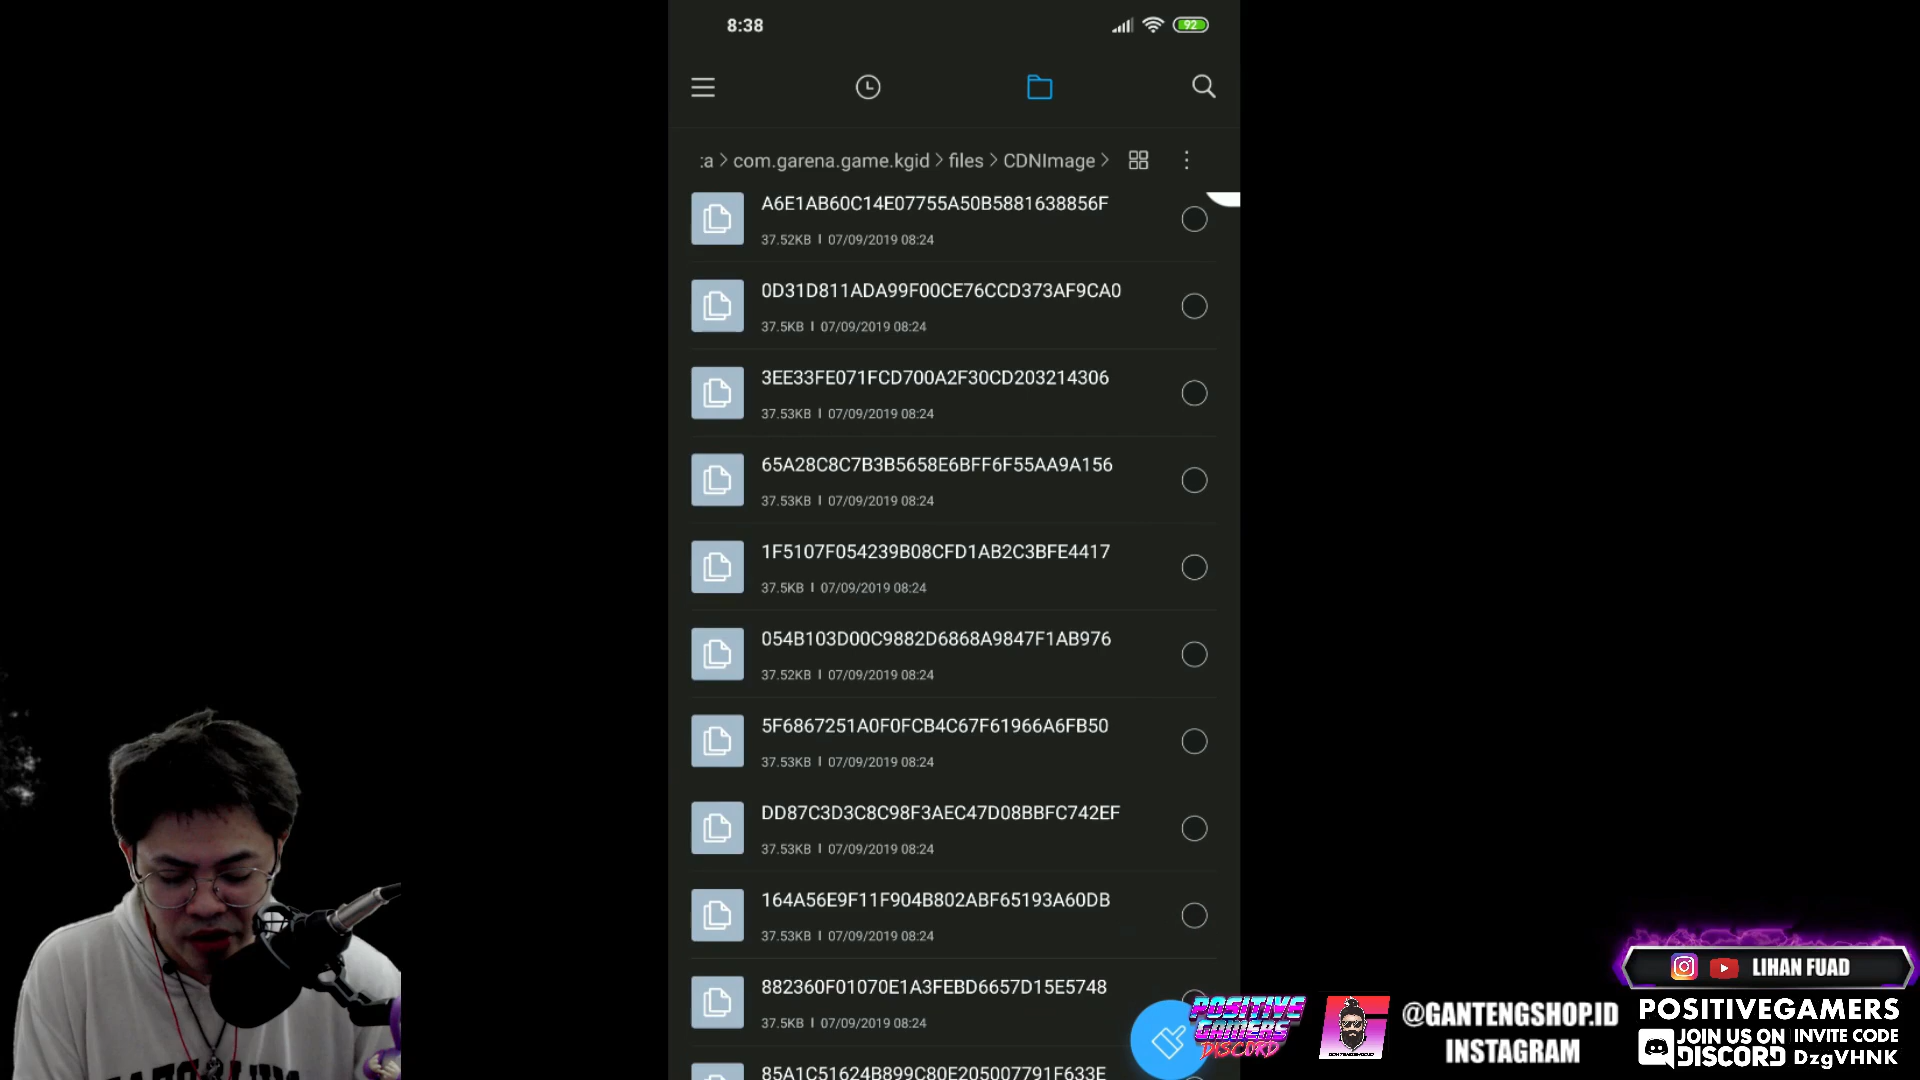 8:38
92
:a > com.garena.game.kgid > files > CDNImage >
A6E1AB60C14E07755A50B5881638856F
37.52KB | 07/09/2019 08:24
0D31D811ADA99F00CE76CCD373AF9CA0
37.5KB | 07/09/2019 08:24
3EE33FE071FCD700A2F30CD203214306
37.53KB | 07/09/2019 08:24
65A28C8C7B3B5658E6BFF6F55AA9A156
37.53KB | 07/09/2019 08:24
1F5107F054239B08CFD1AB2C3BFE4417
37.5KB | 07/09/2019 08:24
054B103D00C9882D6868A9847F1AB976
37.52KB | 07/09/2019 08:24
5F6867251A0F0FCB4C67F61966A6FB50
37.53KB | 07/09/2019 08:24
DD87C3D3C8C98F3AEC47D08BBFC742EF
37.53KB | 07/09/2019 08:24
164A56E9F11F904B802ABF65193A60DB
37.53KB | 07/09/2019 08:24
882360F01070E1A3FEBD6657D15E5748
37.5KB | 07/09/2019 08:24
85A1C51624B899C80E205007791F633E
POSITIVE
GAMERS
DISCORD
@GANTENGSHOP.ID
INSTAGRAM
LIHAN FUAD
POSITIVEGAMERS
JOIN US ON
DISCORD
INVITE CODE
DzgVHNK